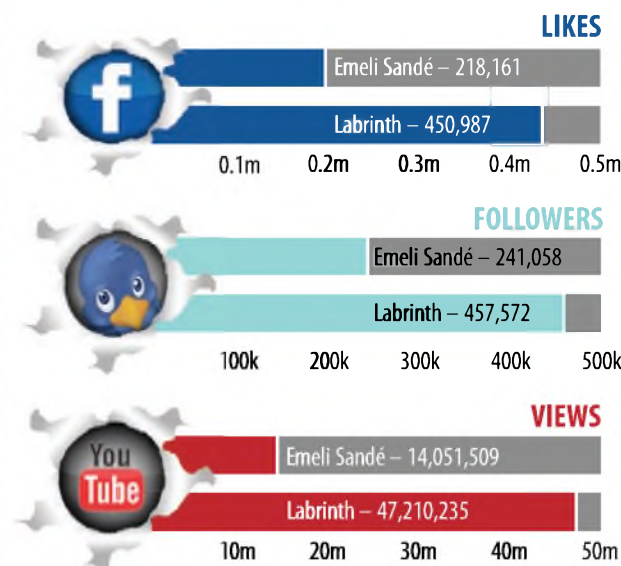 LIKES
f
Emeli Sandé – 218,161
Labrinth – 450,987
0.1m 0.2m 0.3m 0.4m 0.5m
FOLLOWERS
Emeli Sandé – 241,058
Labrinth – 457,572
100k 200k 300k 400k 500k
VIEWS
You
Tube
Emeli Sandé – 14,051,509
Labrinth – 47,210,235
10m 20m 30m 40m 50m